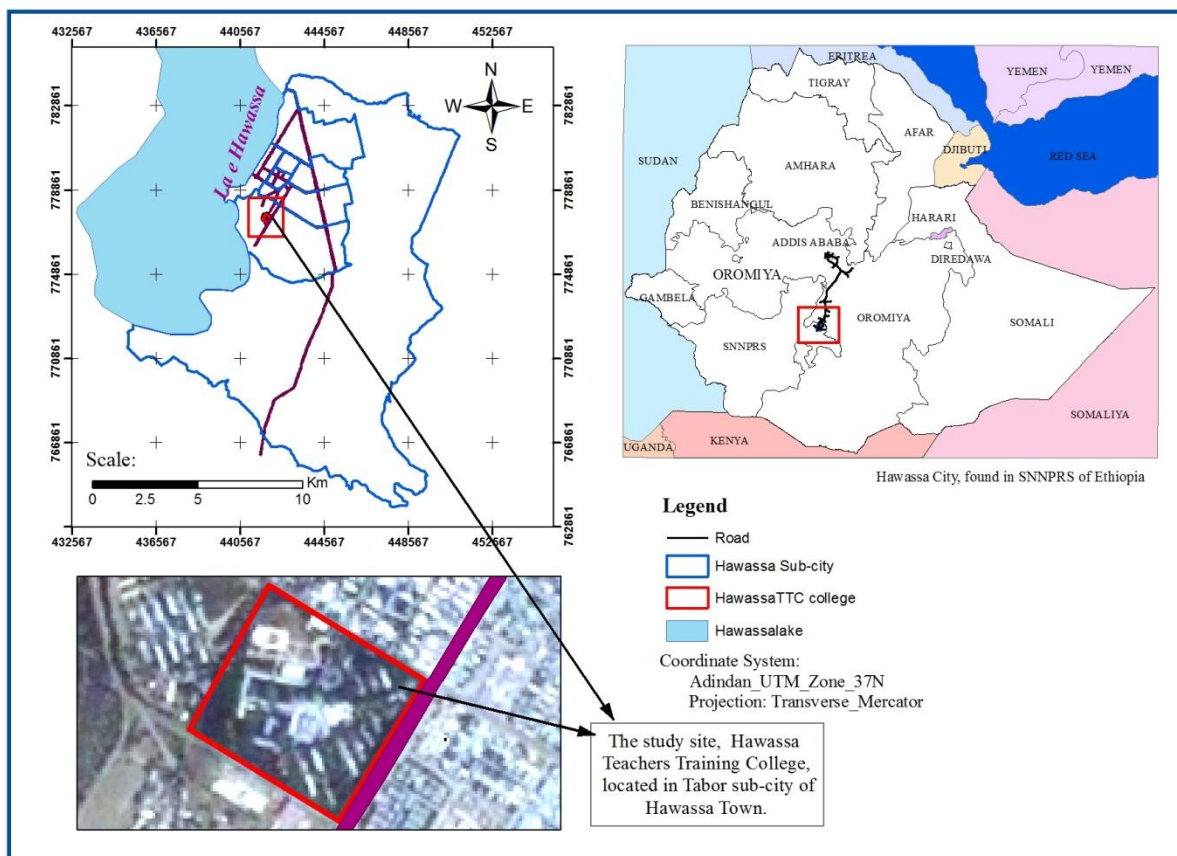 432567 436567 440567 444567 448567 452567
782861 782861
778861 778861
774861 774861
770861 770861
766861 766861
762861
N
W E
S
La e Hawassa
Scale:
Km
0 2.5 5 10
432567 436567 440567 444567 448567 452567
ERITREA
YEMEN YEMEN
TIGRAY
AFAR
SUDAN
DJIBUTI
RED SEA
AMHARA
BENISHANGUL
HARARI
ADDIS ABABA
DIREDAWA
OROMIYA
GAMBELA
OROMIYA
SOMALI
SNNPRS
SOMALIYA
KENYA
UGANDA
Hawassa City, found in SNNPRS of Ethiopia
Legend
Road
Hawassa Sub-city
HawassaTTC college
Hawassalake
Coordinate System:
Adindan_UTM_Zone_37N
Projection: Transverse_Mercator
The study site, Hawassa
Teachers Training College,
located in Tabor sub-city of
Hawassa Town.